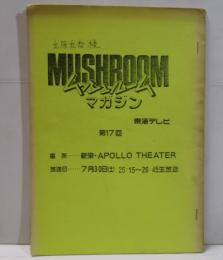 MUSHROOM
マッシュルーム
マガジン
東海テレビ
第17回
場所……新栄・APOLLO THEATER
放送日……7月30日(土) 25:15〜26:45生放送